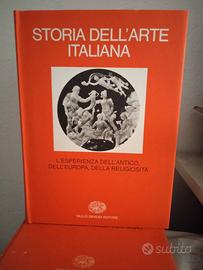 STORIA DELL'ARTE
ITALIANA
L'ESPERIENZA DELL'ANTICO,
DELL'EUROPA, DELLA RELIGIOSITÀ
GIULIO EINAUDI EDITORE
subito